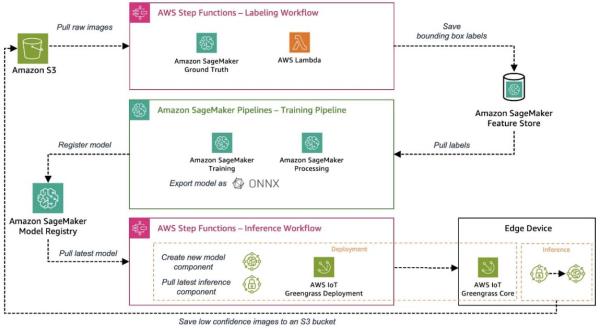 Pull raw images
AWS Step Functions – Labeling Workflow
Save
bounding box labels
Amazon S3
Amazon SageMaker
Ground Truth
AWS Lambda
Amazon SageMaker
Feature Store
Amazon SageMaker Pipelines – Training Pipeline
Register model
Pull labels
Amazon SageMaker
Training
Amazon SageMaker
Processing
Export model as ONNX
Amazon SageMaker
Model Registry
AWS Step Functions – Inference Workflow
Edge Device
Pull latest model
Deployment
Inference
Create new model
component
Pull latest inference
component
AWS IoT
Greengrass Deployment
AWS IoT
Greengrass Core
Save low confidence images to an S3 bucket